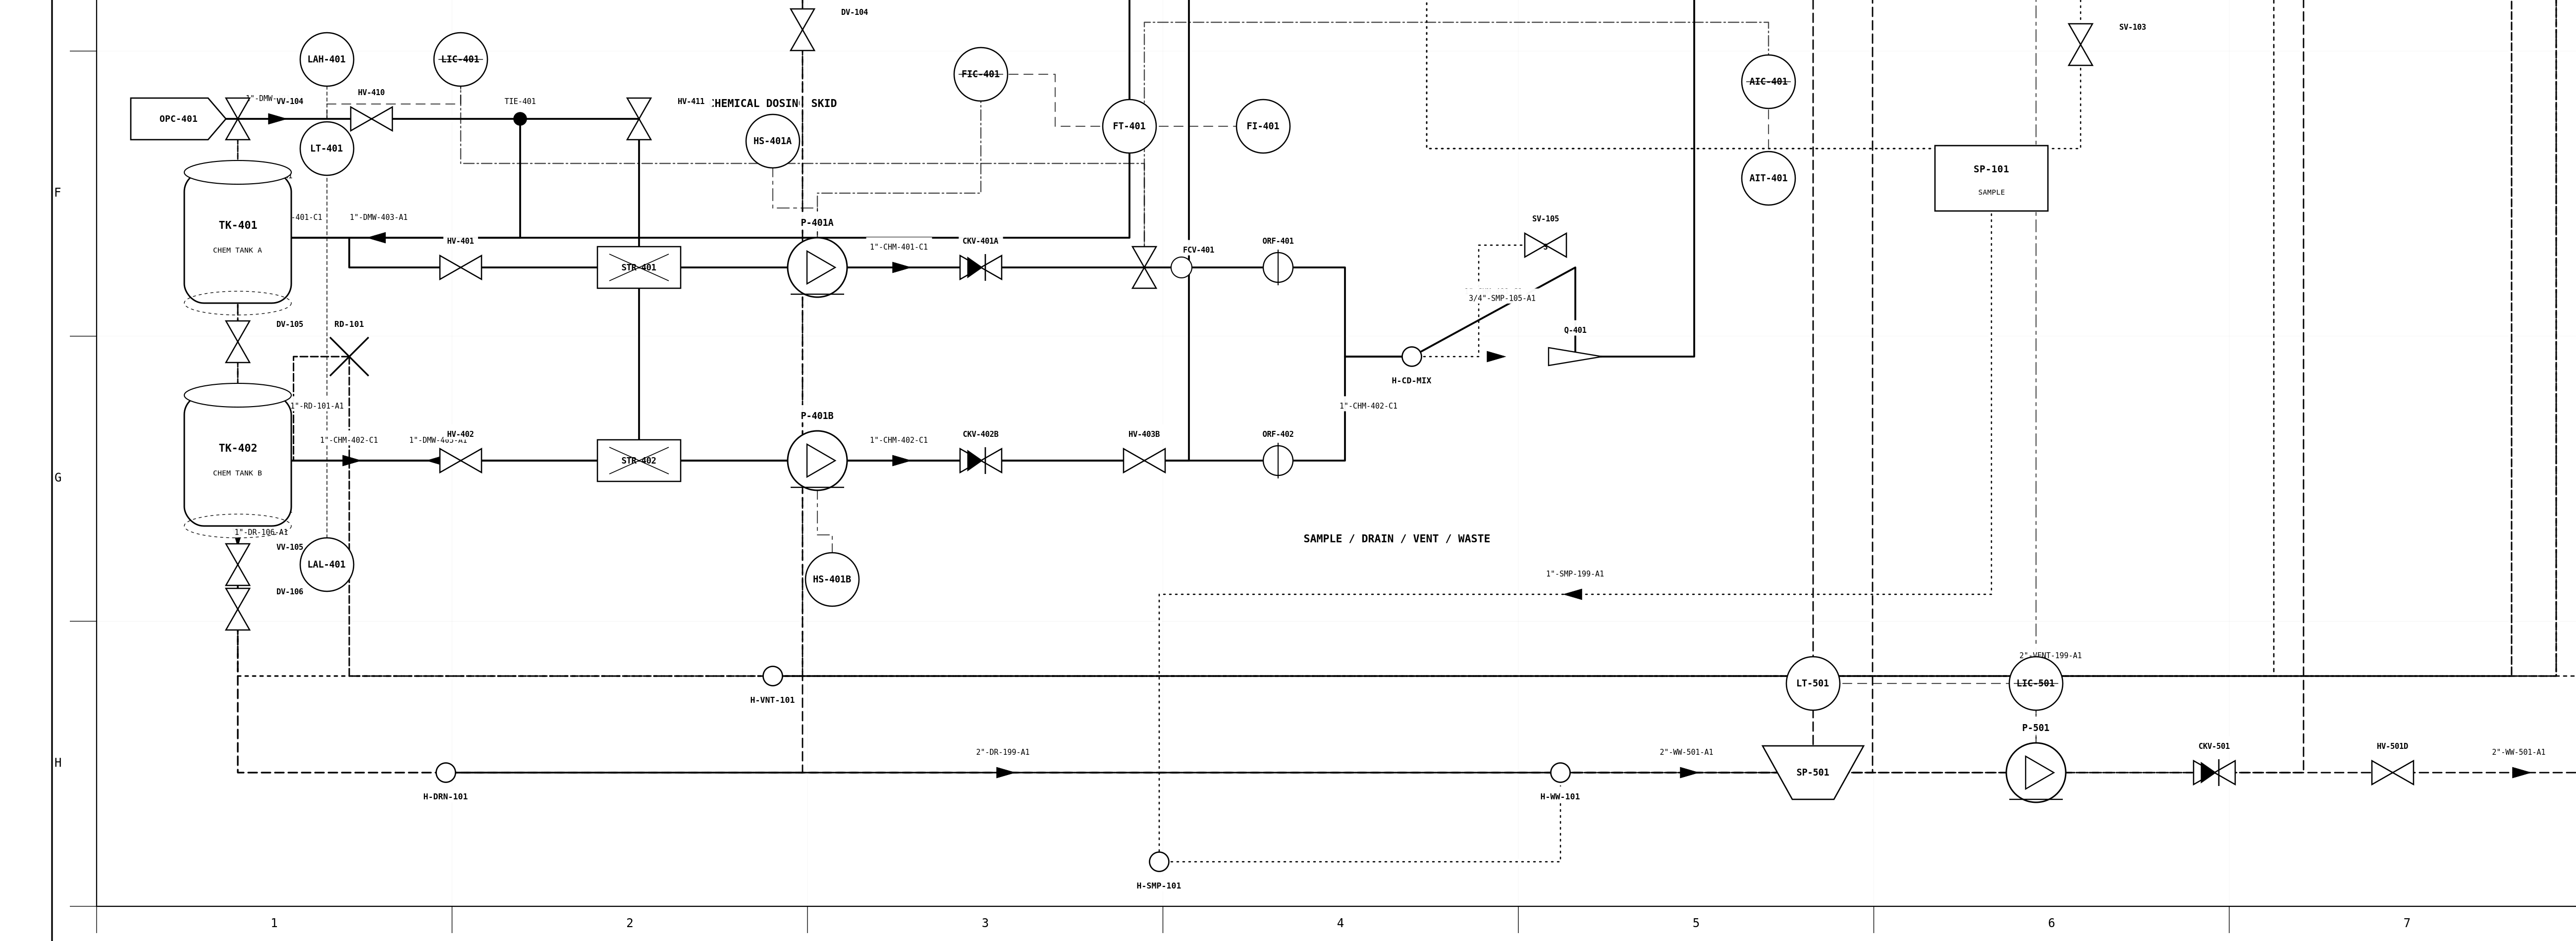 DV-104
SV-103
LAH-401
LIC-401
FIC-401
AIC-401
HV-410
1"-DMW-
VV-104
TIE-401
HV-411
CHEMICAL DOSIN SKID
OPC-401
FT-401
FI-401
HS-401A
LT-401
SP-101
SAMPLE
AIT-401
-401-C1
1"-DMW-403-A1
P-401A
SV-105
TK-401
CHEM TANK A
HV-401
1"-CHM-401-C1
CKV-401A
FCV-401
ORF-401
STR-401
3/4"-SMP-105-A1
DV-105
RD-101
Q-401
H-CD-MIX
1"-RD-101-A1
1"-CHM-402-C1
P-401B
1"-CHM-402-C1
1"-DMW-403-A1
HV-402
1"-CHM-402-C1
CKV-402B
HV-403B
ORF-402
TK-402
CHEM TANK B
STR-402
1"-DR-106-A1
SAMPLE / DRAIN / VENT / WASTE
VV-105
LAL-401
HS-401B
1"-SMP-199-A1
DV-106
2"-VENT-199-A1
LT-501
LIC-501
H-VNT-101
P-501
2"-DR-199-A1
2"-WW-501-A1
CKV-501
HV-501D
2"-WW-501-A1
SP-501
H-DRN-101
H-WW-101
H-SMP-101
F
G
H
1
2
3
4
5
6
7